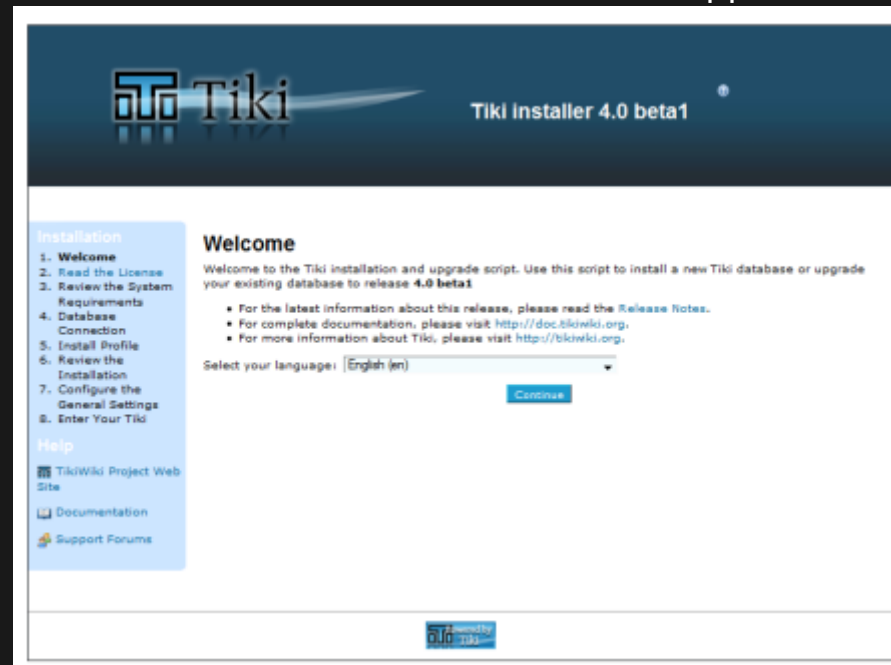 Tiki
Tiki installer 4.0 beta1
Installation
1. Welcome
2. Read the License
3. Review the System
Requirements
4. Database
Connection
5. Install Profile
6. Review the
Installation
7. Configure the
General Settings
8. Enter Your Tiki
Help
TikiWiki Project Web
Site
Documentation
Support Forums
Welcome
Welcome to the Tiki installation and upgrade script. Use this script to install a new Tiki database or upgrade
your existing database to release 4.0 beta1
• For the latest information about this release, please read the Release Notes.
• For complete documentation, please visit http://doc.tikiwiki.org.
• For more information about Tiki, please visit http://tikiwiki.org.
Select your language: English (en)
Continue
Powered by
Tiki